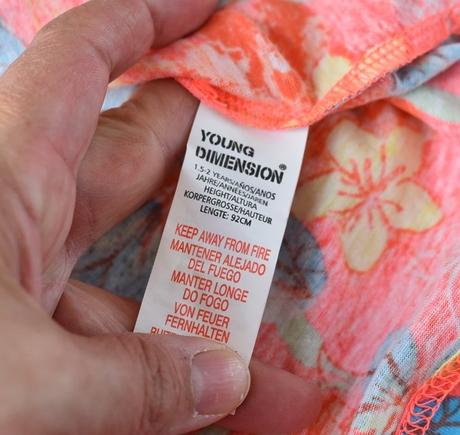 YOUNG
DIMENSION®
1.5-2 YEARS/AÑOS/ANOS
JAHRE/ANNÉES/JAREN
HEIGHT/ALTURA
KORPERGROSSE/HAUTEUR
LENGTE: 92CM
KEEP AWAY FROM FIRE
MANTENER ALEJADO
DEL FUEGO
MANTER LONGE
DO FOGO
VON FEUER
FERNHALTEN